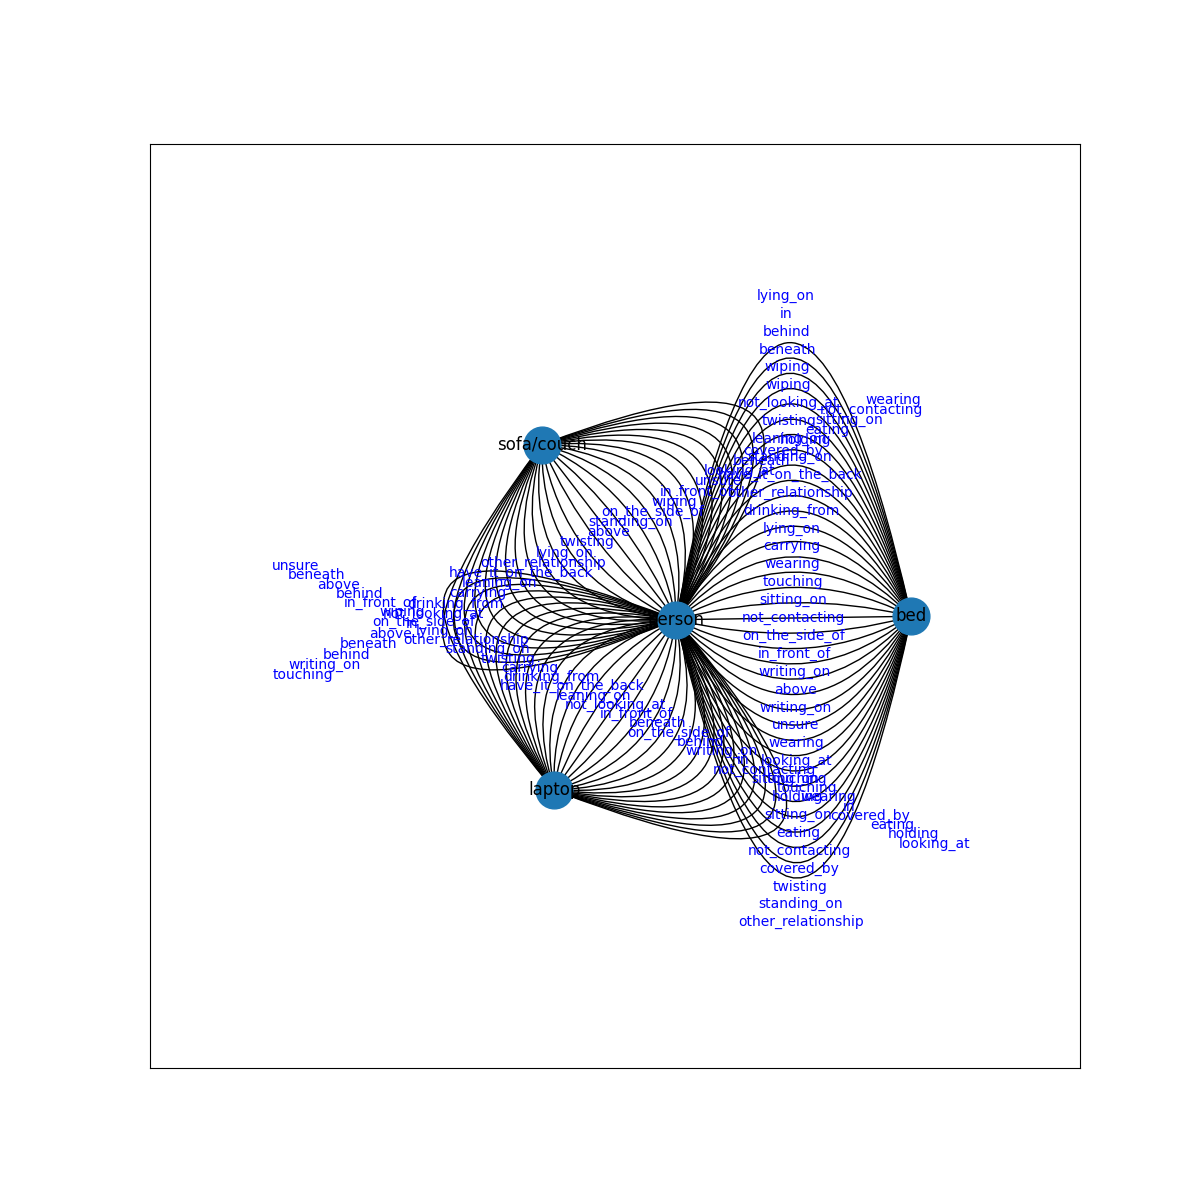 lying_on
in
behind
beneath
wiping
wiping
wearing
not_looking_at
not_contacting
twisting
sitting_on
eating
leaning_on
holding
sofa/couch
covered_by
standing_on
beneath
looking_at
have_it_on_the_back
unsure
in_front_of
other_relationship
wiping
drinking_from
on_the_side_of
standing_on
lying_on
above
twisting
carrying
lying_on
other_relationship
wearing
unsure
have_it_on_the_back
beneath
leaning_on
touching
above
carrying
behind
sitting_on
in_front_of
drinking_from
wiping
not_looking_at
bed
not_contacting
erson
on_the_side_of
in
lying_on
above
on_the_side_of
other_relationship
beneath
standing_on
in_front_of
behind
twisting
writing_on
carrying
writing_on
touching
drinking_from
have_it_on_the_back
above
leaning_on
not_looking_at
writing_on
in_front_of
beneath
unsure
on_the_side_of
behind
wearing
writing_on
in
looking_at
not_contacting
sitting_on
touching
touching
laptop
holding
wearing
in
sitting_on
covered_by
eating
eating
holding
looking_at
not_contacting
covered_by
twisting
standing_on
other_relationship